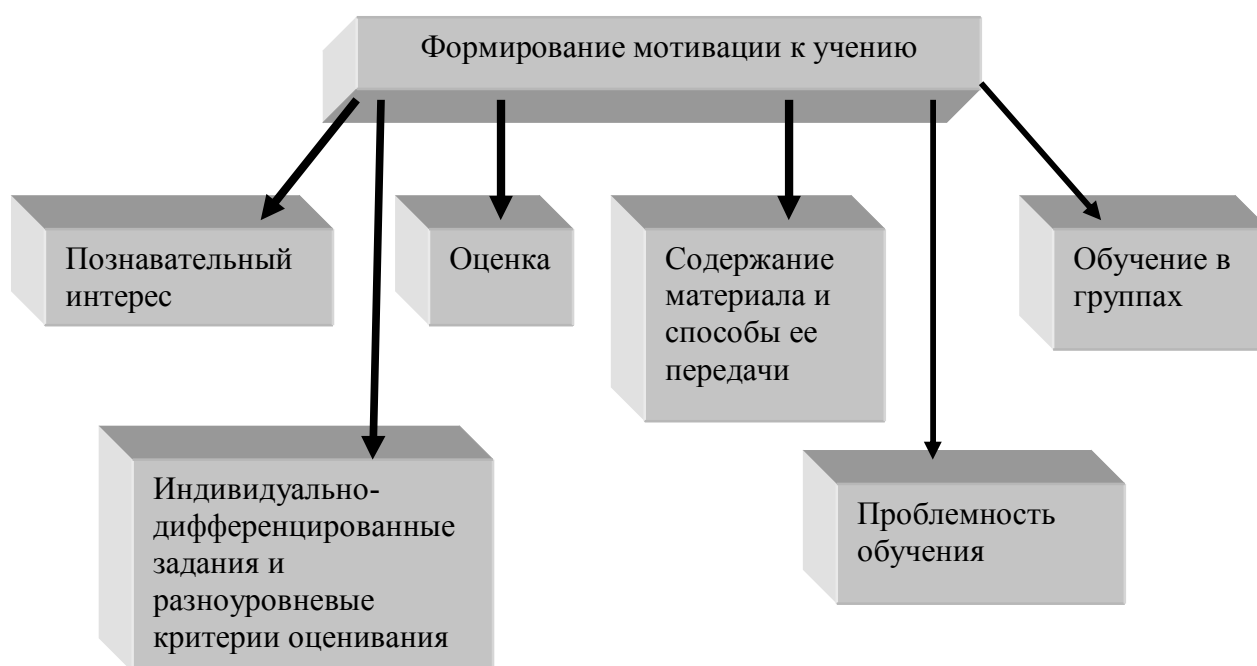 Формирование мотивации к учению
Познавательный
интерес
Оценка
Содержание
материала и
способы ее
передачи
Обучение в
группах
Индивидуально-
дифференцированные
задания и
разноуровневые
критерии оценивания
Проблемность
обучения